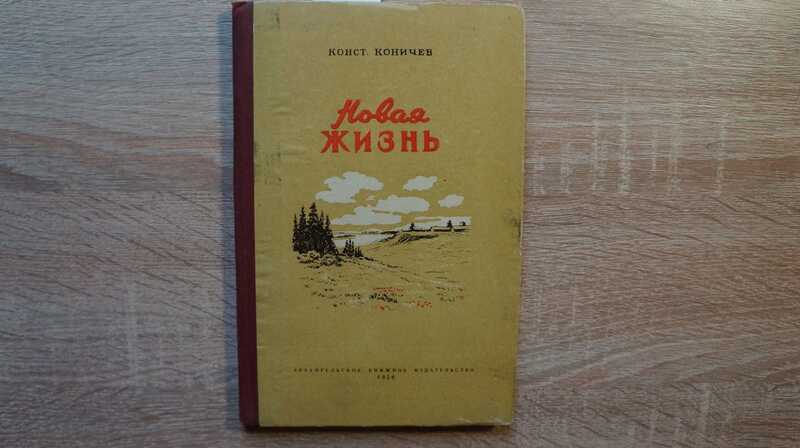 КОНСТ. КОНИЧЕВ
Новая
ЖИЗНЬ
АРХАНГЕЛЬСКОЕ КНИЖНОЕ ИЗДАТЕЛЬСТВО